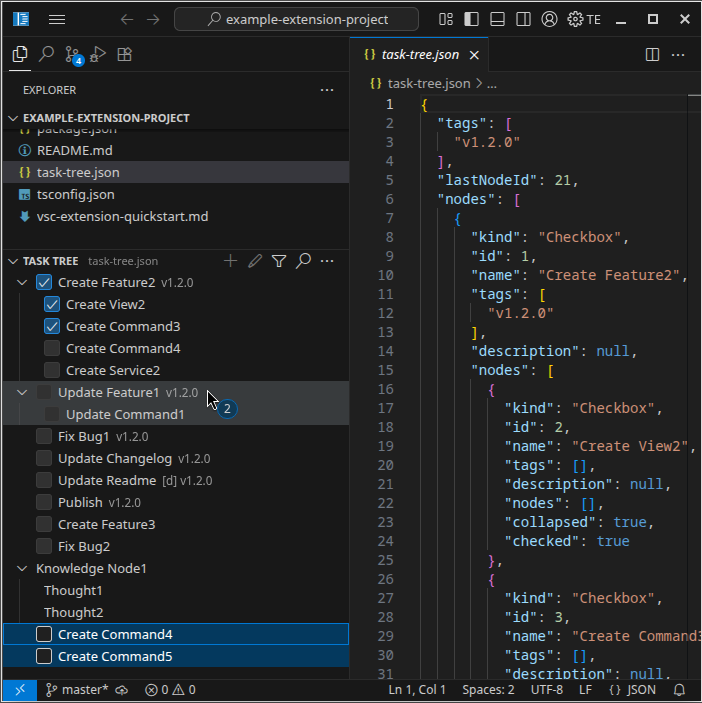 example-extension-project
TE
4
EXPLORER
EXAMPLE-EXTENSION-PROJECT
package.json
README.md
task-tree.json
tsconfig.json
vsc-extension-quickstart.md
TASK TREE task-tree.json
Create Feature2 v1.2.0
Create View2
Create Command3
Create Command4
Create Service2
Update Feature1 v1.2.0
Update Command1
2
Fix Bug1 v1.2.0
Update Changelog v1.2.0
Update Readme [d] v1.2.0
Publish v1.2.0
Create Feature3
Fix Bug2
Knowledge Node1
Thought1
Thought2
Create Command4
Create Command5
{} task-tree.json
{} task-tree.json > ...
1 {
2 "tags": [
3 "v1.2.0"
4 ],
5 "lastNodeId": 21,
6 "nodes": [
7 {
8 "kind": "Checkbox",
9 "id": 1,
10 "name": "Create Feature2",
11 "tags": [
12 "v1.2.0"
13 ],
14 "description": null,
15 "nodes": [
16 {
17 "kind": "Checkbox",
18 "id": 2,
19 "name": "Create View2",
20 "tags": [],
21 "description": null,
22 "nodes": [],
23 "collapsed": true,
24 "checked": true
25 },
26 {
27 "kind": "Checkbox",
28 "id": 3,
29 "name": "Create Command3
30 "tags": [],
31 "description": null,
master* 0 0 Ln 1, Col 1 Spaces: 2 UTF-8 LF {} JSON